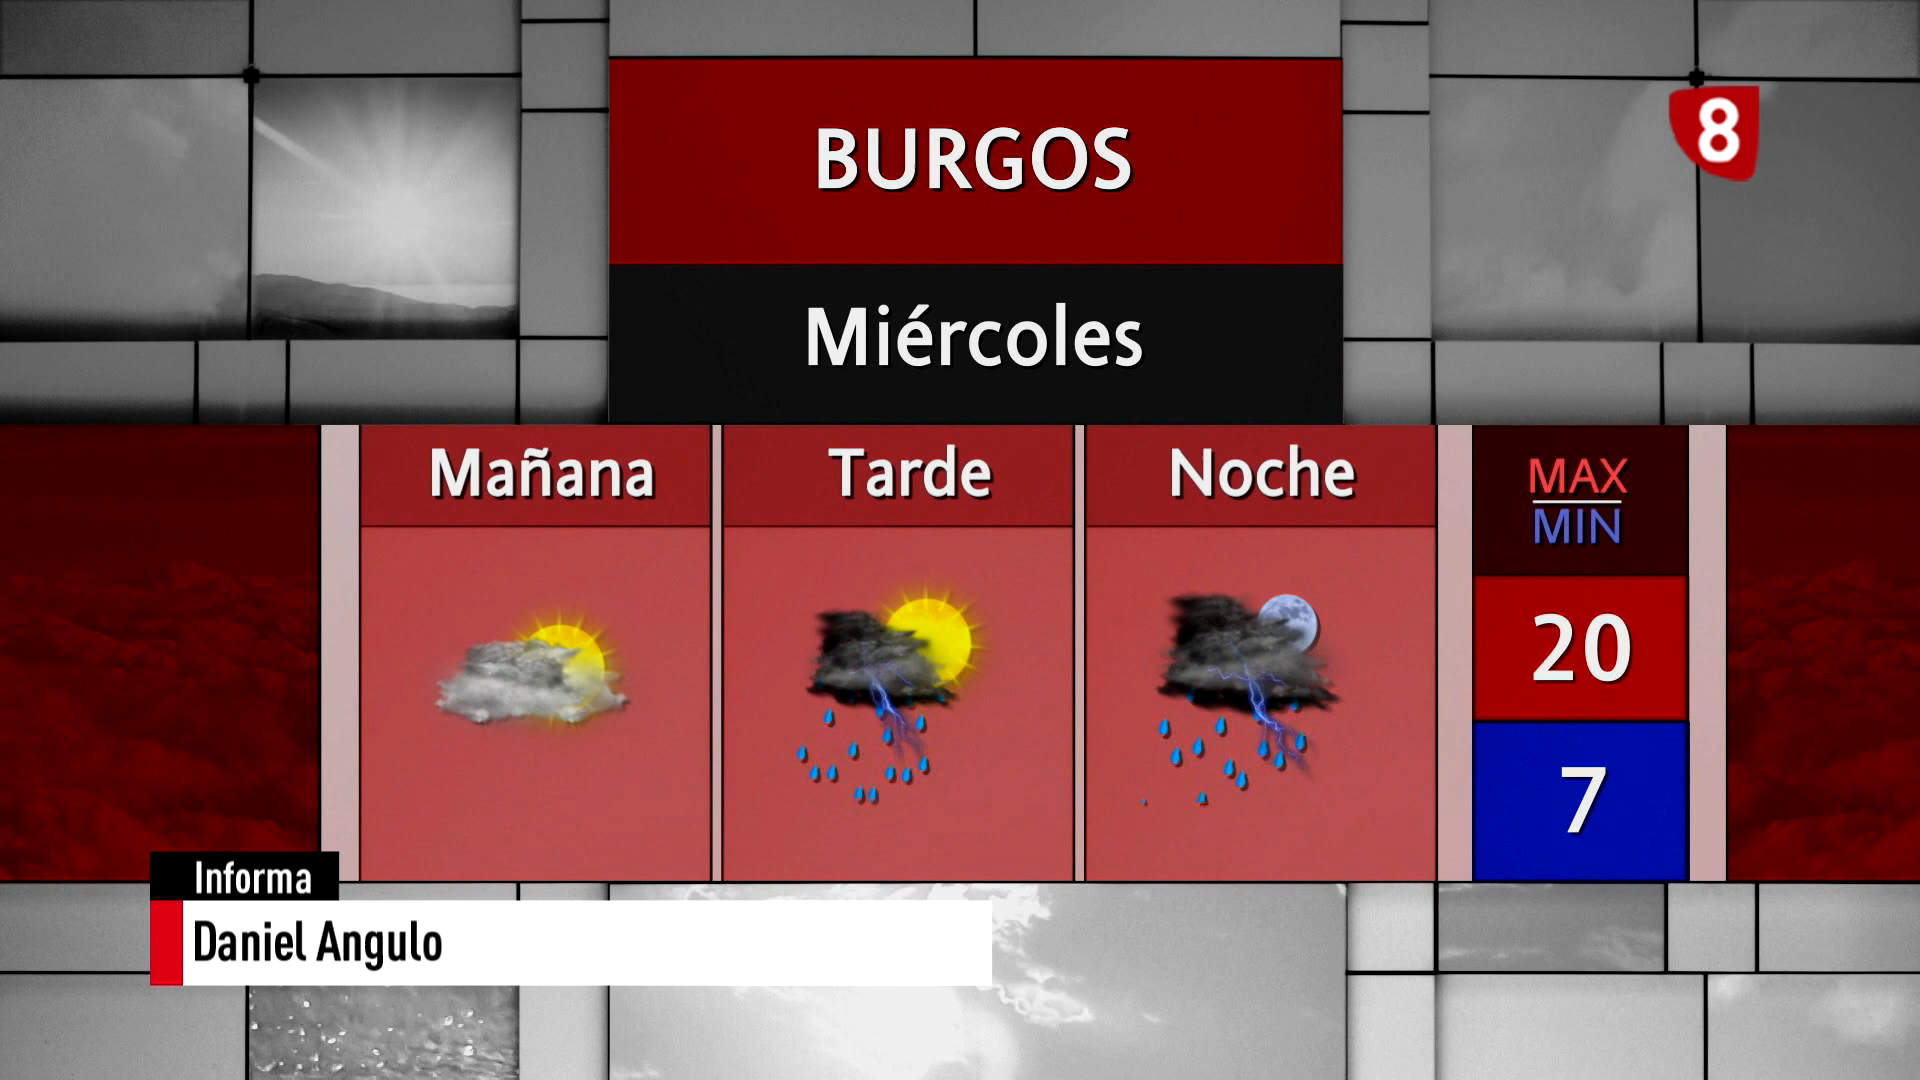 BURGOS
8
Miércoles
Mañana
Tarde
Noche
MAX
MIN
20
7
Informa
Daniel Angulo